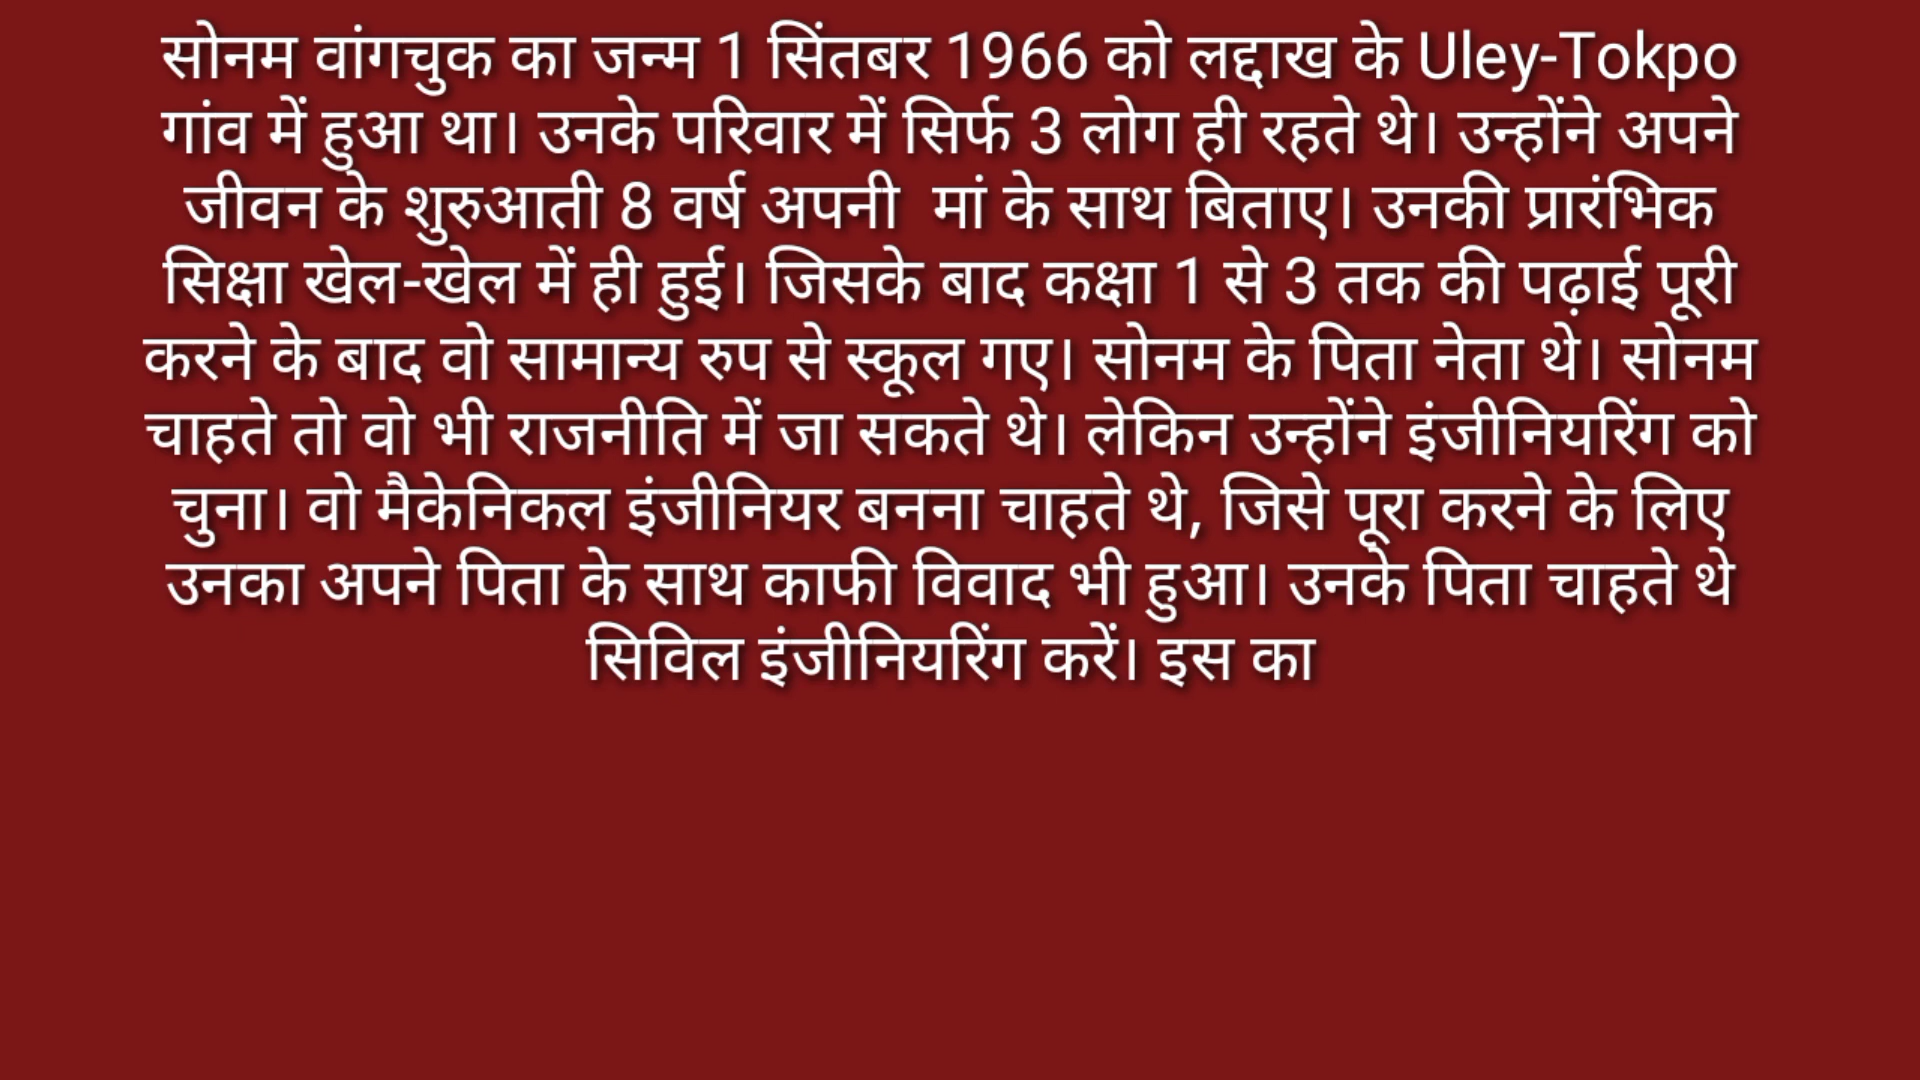 सोनम वांगचुक का जन्म 1 सिंतबर 1966 को लद्दाख के Uley-Tokpo
गांव में हुआ था। उनके परिवार में सिर्फ 3 लोग ही रहते थे। उन्होंने अपने
जीवन के शुरुआती 8 वर्ष अपनी  मां के साथ बिताए। उनकी प्रारंभिक
सिक्षा खेल-खेल में ही हुई। जिसके बाद कक्षा 1 से 3 तक की पढ़ाई पूरी
करने के बाद वो सामान्य रुप से स्कूल गए। सोनम के पिता नेता थे। सोनम
चाहते तो वो भी राजनीति में जा सकते थे। लेकिन उन्होंने इंजीनियरिंग को
चुना। वो मैकेनिकल इंजीनियर बनना चाहते थे, जिसे पूरा करने के लिए
उनका अपने पिता के साथ काफी विवाद भी हुआ। उनके पिता चाहते थे
सिविल इंजीनियरिंग करें। इस का